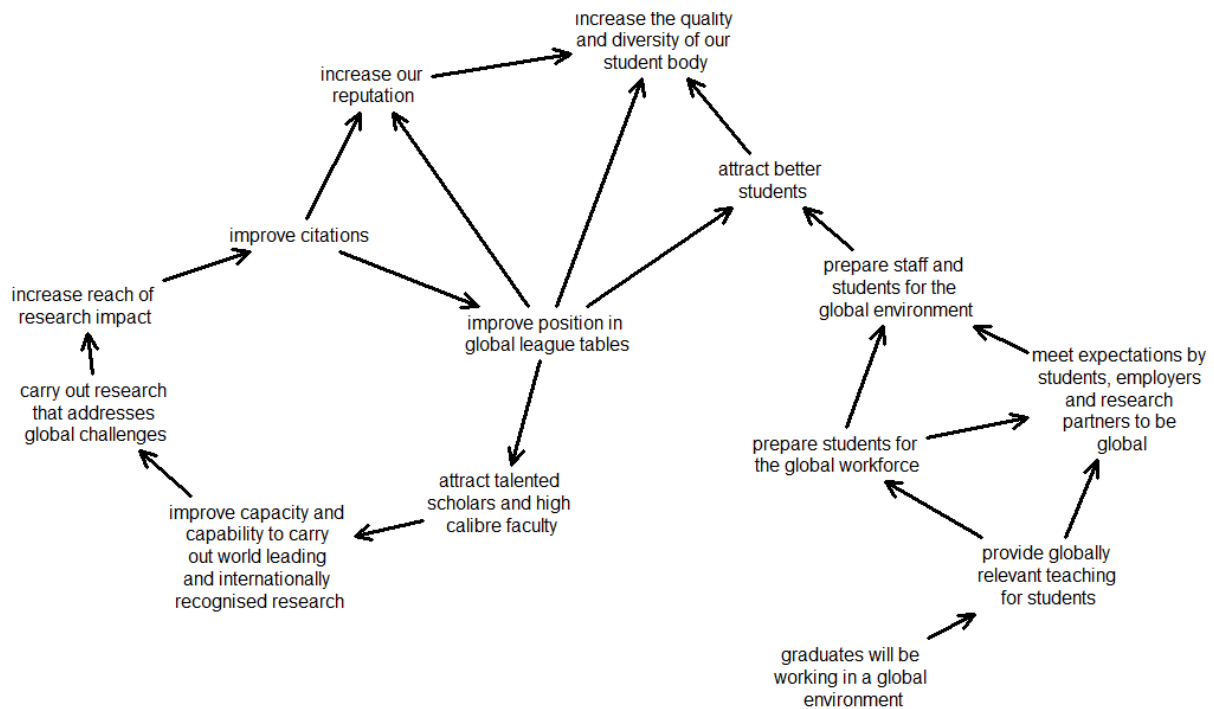 increase the quality
and diversity of our
student body
increase our
reputation
attract better
students
improve citations
prepare staff and
students for the
global environment
increase reach of
research impact
improve position in
global league tables
meet expectations by
students, employers
and research
partners to be
global
carry out research
that addresses
global challenges
prepare students for
the global workforce
attract talented
scholars and high
calibre faculty
improve capacity and
capability to carry
out world leading
and internationally
recognised research
provide globally
relevant teaching
for students
graduates will be
working in a global
environment